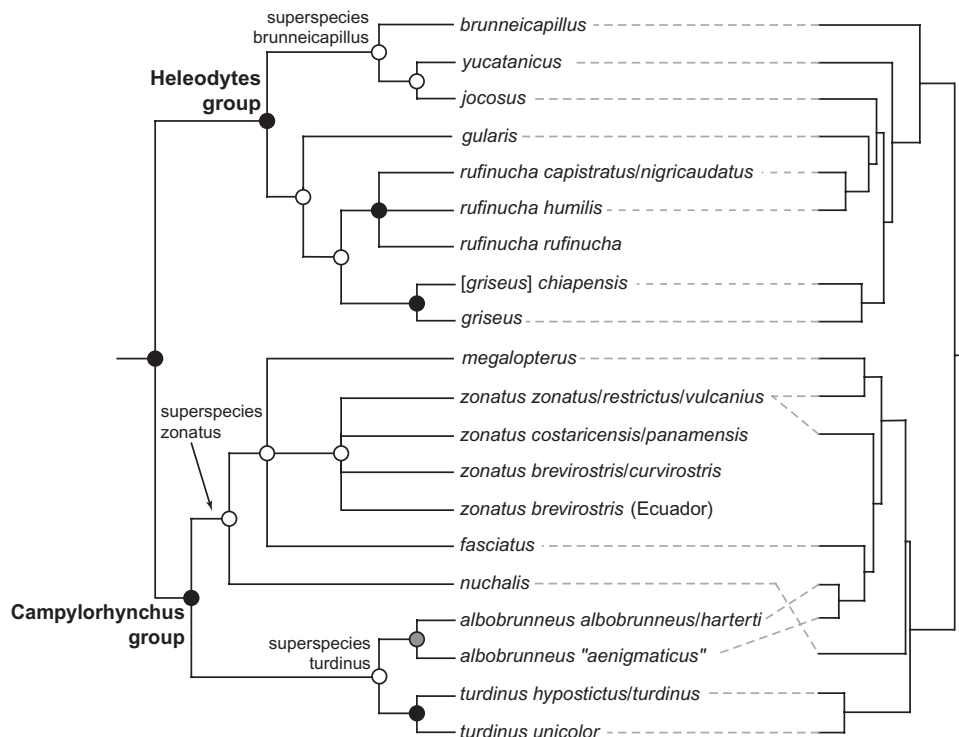 superspecies
brunneicapillus
Heleodytes
group
brunneicapillus
yucatanicus
jocosus
gularis
rufinucha capistratus/nigricaudatus
rufinucha humilis
rufinucha rufinucha
[griseus] chiapensis
griseus
megalopterus
superspecies
zonatus
zonatus zonatus/restrictus/vulcanius
zonatus costaricensis/panamensis
zonatus brevirostris/curvirostris
zonatus brevirostris (Ecuador)
fasciatus
nuchalis
Campylorhynchus
group
superspecies
turdinus
albobrunneus albobrunneus/harterti
albobrunneus "aenigmaticus"
turdinus hypostictus/turdinus
turdinus unicolor